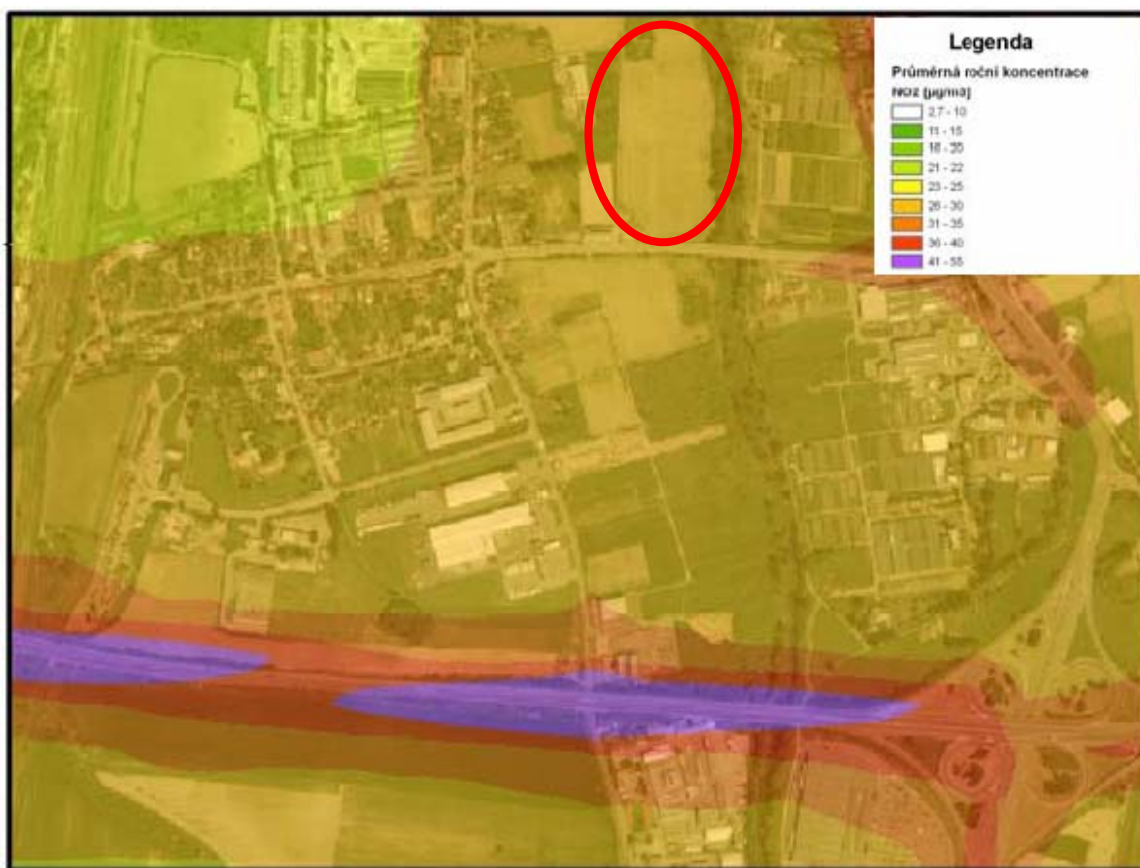 Legenda
Průměrná roční koncentrace
NO2 [µg/m3]
2,7 - 10
11 - 15
16 - 20
21 - 22
23 - 25
26 - 30
31 - 35
36 - 40
41 - 55